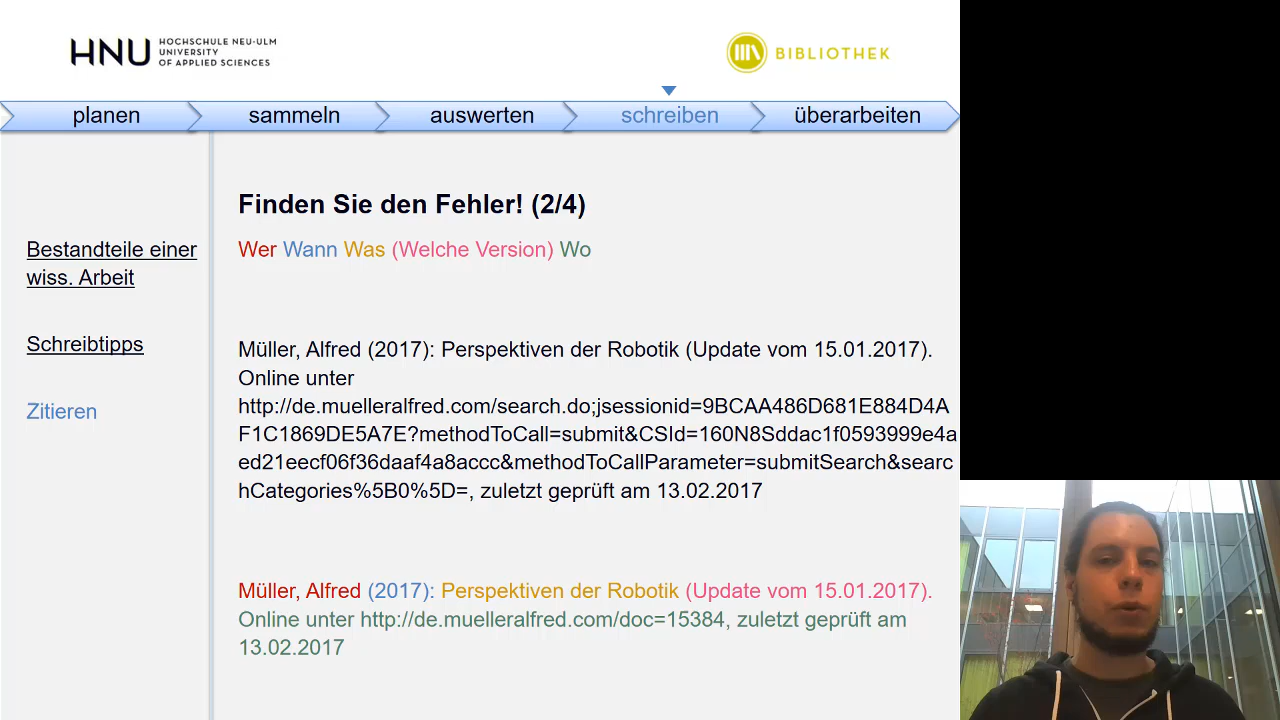 HNU HOCHSCHULE NEU-ULM
UNIVERSITY
OF APPLIED SCIENCES
BIBLIOTHEK
planen sammeln auswerten schreiben überarbeiten
Finden Sie den Fehler! (2/4)
Wer Wann Was (Welche Version) Wo
Bestandteile einer
wiss. Arbeit
Schreibtipps
Zitieren
Müller, Alfred (2017): Perspektiven der Robotik (Update vom 15.01.2017).
Online unter
http://de.muelleralfred.com/search.do;jsessionid=9BCAA486D681E884D4A
F1C1869DE5A7E?methodToCall=submit&CSId=160N8Sddac1f0593999e4a
ed21eecf06f36daaf4a8accc&methodToCallParameter=submitSearch&searc
hCategories%5B0%5D=, zuletzt geprüft am 13.02.2017
Müller, Alfred (2017): Perspektiven der Robotik (Update vom 15.01.2017).
Online unter http://de.muelleralfred.com/doc=15384, zuletzt geprüft am
13.02.2017